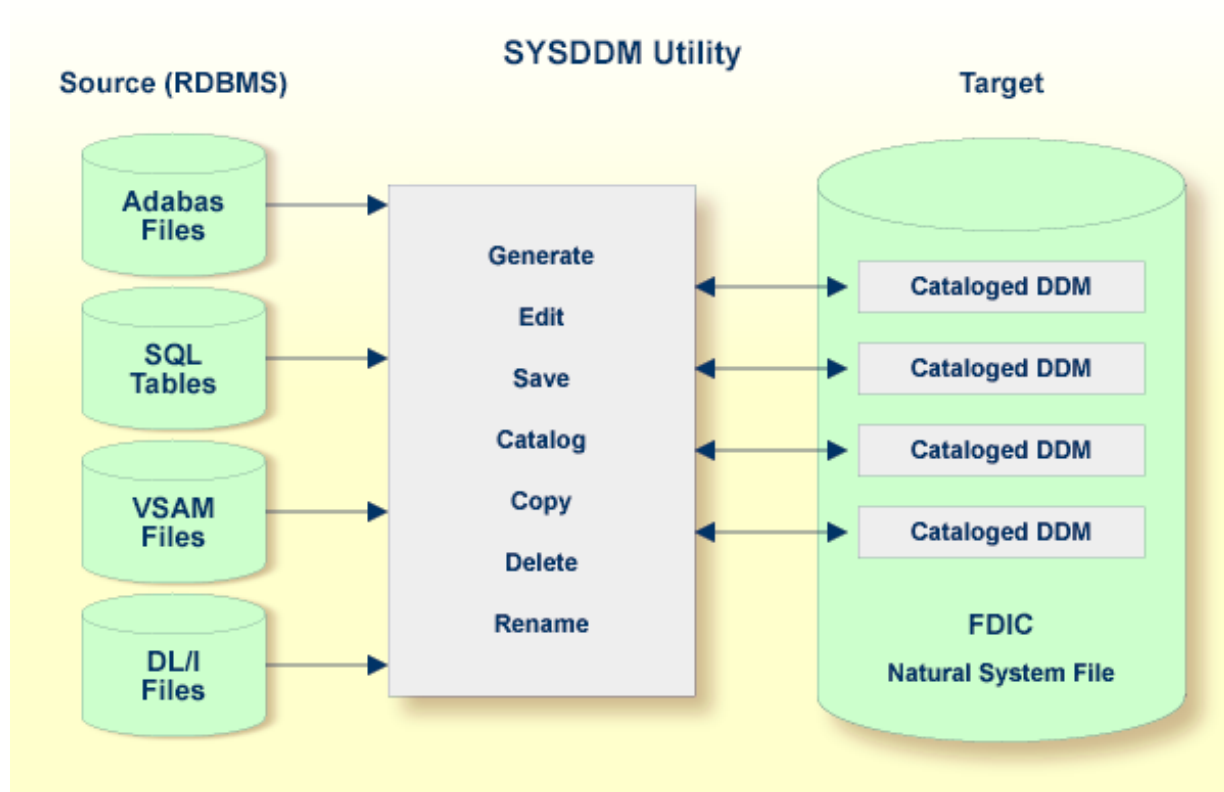 SYSDDM Utility
Source (RDBMS)
Target
Adabas
Files
SQL
Tables
VSAM
Files
DL/I
Files
Generate
Edit
Save
Catalog
Copy
Delete
Rename
Cataloged DDM
Cataloged DDM
Cataloged DDM
Cataloged DDM
FDIC
Natural System File